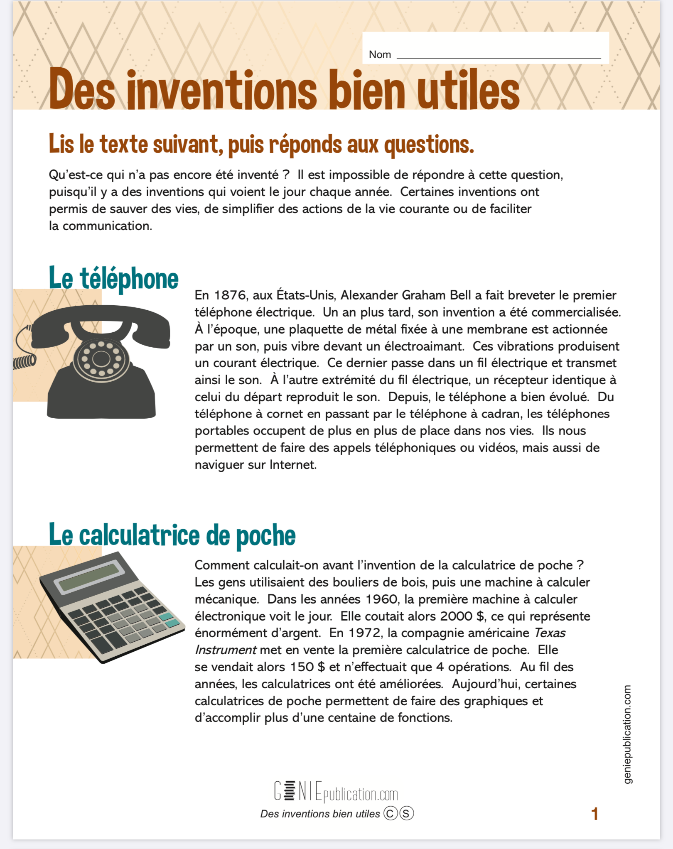 Nom
Des inventions bien utiles
Lis le texte suivant, puis réponds aux questions.
Qu'est-ce qui n'a pas encore été inventé ?  Il est impossible de répondre à cette question,
puisqu'il y a des inventions qui voient le jour chaque année.  Certaines inventions ont
permis de sauver des vies, de simplifier des actions de la vie courante ou de faciliter
la communication.
Le téléphone
En 1876, aux États-Unis, Alexander Graham Bell a fait breveter le premier
téléphone électrique.  Un an plus tard, son invention a été commercialisée.
À l'époque, une plaquette de métal fixée à une membrane est actionnée
par un son, puis vibre devant un électroaimant.  Ces vibrations produisent
un courant électrique.  Ce dernier passe dans un fil électrique et transmet
ainsi le son.  À l'autre extrémité du fil électrique, un récepteur identique à
celui du départ reproduit le son.  Depuis, le téléphone a bien évolué.  Du
téléphone à cornet en passant par le téléphone à cadran, les téléphones
portables occupent de plus en plus de place dans nos vies.  Ils nous
permettent de faire des appels téléphoniques ou vidéos, mais aussi de
naviguer sur Internet.
Le calculatrice de poche
Comment calculait-on avant l'invention de la calculatrice de poche ?
Les gens utilisaient des bouliers de bois, puis une machine à calculer
mécanique.  Dans les années 1960, la première machine à calculer
électronique voit le jour.  Elle coutait alors 2000 $, ce qui représente
énormément d'argent.  En 1972, la compagnie américaine Texas
Instrument met en vente la première calculatrice de poche.  Elle
se vendait alors 150 $ et n'effectuait que 4 opérations.  Au fil des
années, les calculatrices ont été améliorées.  Aujourd'hui, certaines
calculatrices de poche permettent de faire des graphiques et
d'accomplir plus d'une centaine de fonctions.
geniepublication.com
GÉNIEpublication.com
Des inventions bien utiles Ⓒ Ⓢ
1